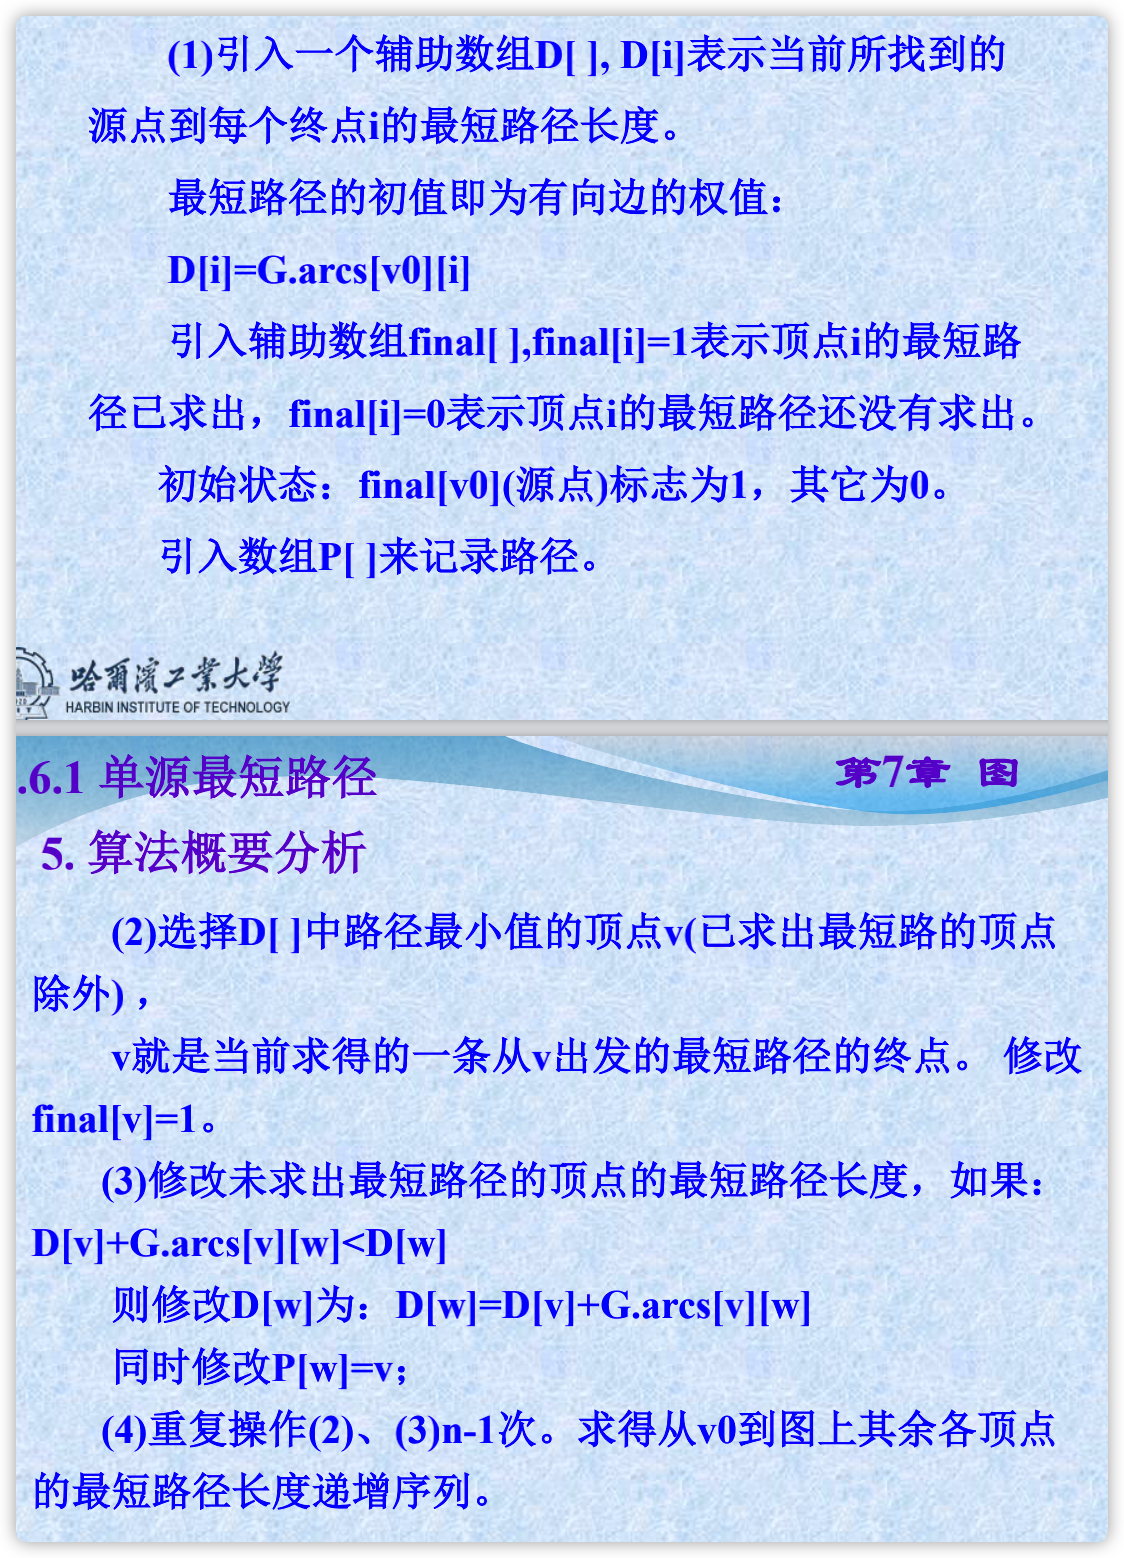 (1)引入一个辅助数组D[ ], D[i]表示当前所找到的
源点到每个终点i的最短路径长度。
最短路径的初值即为有向边的权值：
D[i]=G.arcs[v0][i]
引入辅助数组final[ ],final[i]=1表示顶点i的最短路
径已求出，final[i]=0表示顶点i的最短路径还没有求出。
初始状态：final[v0](源点)标志为1，其它为0。
引入数组P[ ]来记录路径。
哈爾濱工業大學
HARBIN INSTITUTE OF TECHNOLOGY
.6.1 单源最短路径
第7章 图
5. 算法概要分析
(2)选择D[ ]中路径最小值的顶点v(已求出最短路的顶点
除外)，
v就是当前求得的一条从v出发的最短路径的终点。 修改
final[v]=1。
(3)修改未求出最短路径的顶点的最短路径长度，如果：
D[v]+G.arcs[v][w]<D[w]
则修改D[w]为：D[w]=D[v]+G.arcs[v][w]
同时修改P[w]=v；
(4)重复操作(2)、(3)n-1次。求得从v0到图上其余各顶点
的最短路径长度递增序列。